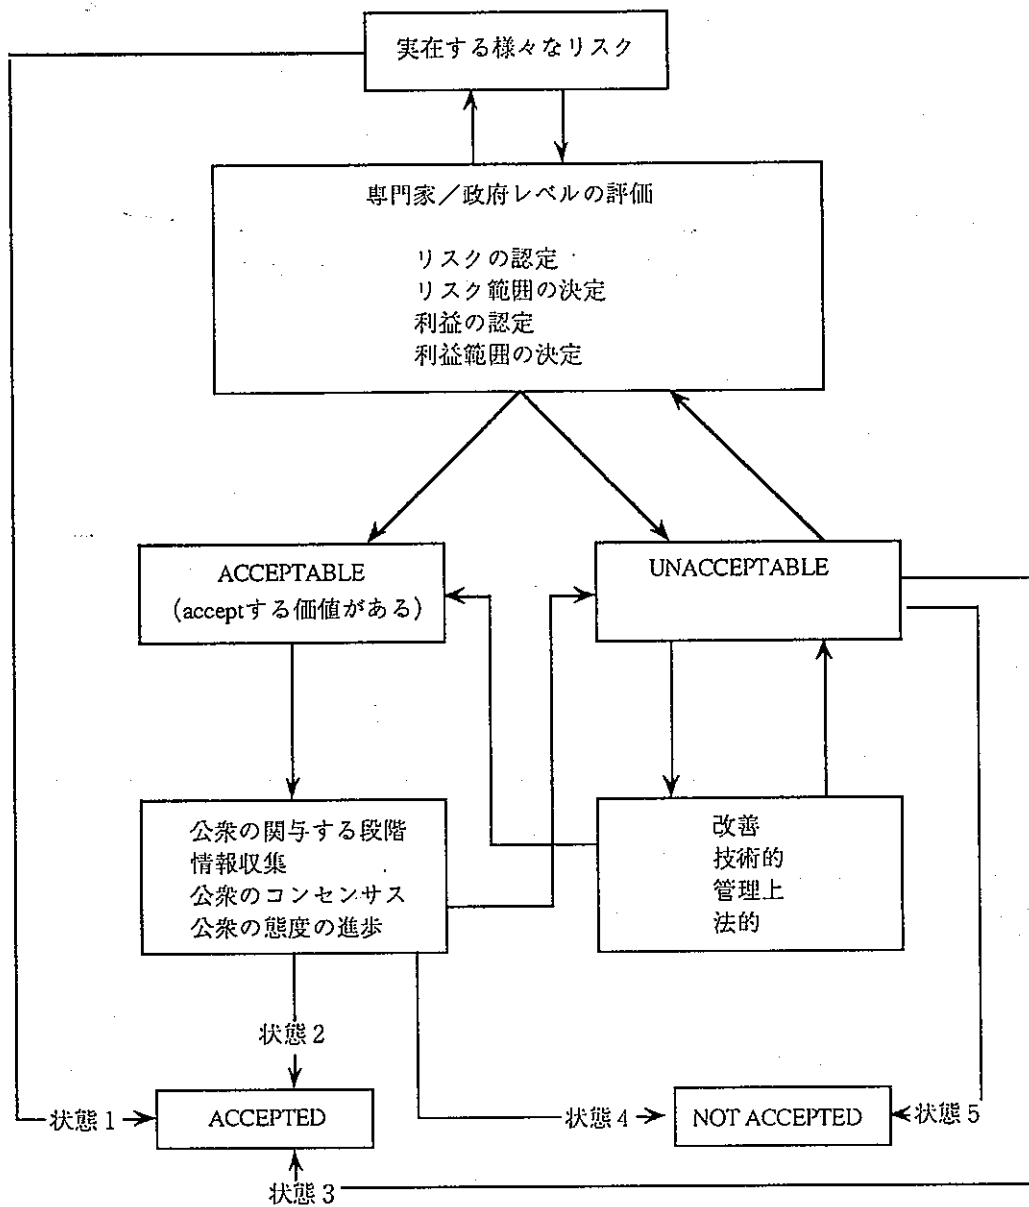 実在する様々なリスク
専門家／政府レベルの評価
リスクの認定
リスク範囲の決定
利益の認定
利益範囲の決定
ACCEPTABLE
（acceptする価値がある）
UNACCEPTABLE
公衆の関与する段階
情報収集
公衆のコンセンサス
公衆の態度の進歩
改善
技術的
管理上
法的
状態2
状態1
ACCEPTED
状態4
NOT ACCEPTED
状態5
状態3